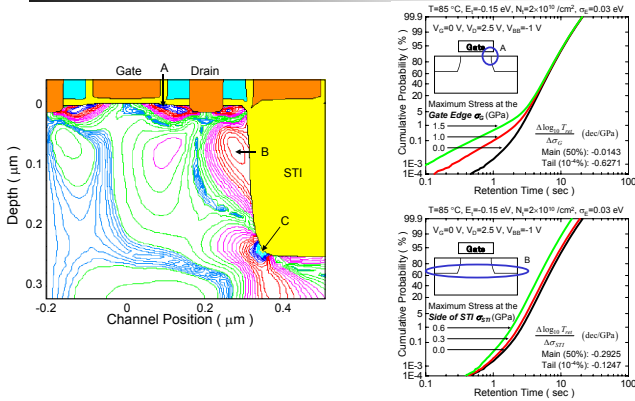 Gate
A
Drain
B
STI
C
0
0.1
0.2
0.3
-0.2
0
0.2
0.4
Depth ( μm )
Channel Position ( μm )
T=85 °C, Et=-0.15 eV, Nt=2×10^10 /cm², σE=0.03 eV
VG=0 V, VD=2.5 V, VBB=-1 V
Gate
A
Maximum Stress at the
Gate Edge σG (GPa)
1.5
1.0
0.0
Δlog10 Tret / ΔσG (dec/GPa)
Main (50%): -0.0143
Tail (10^-4%): -0.6271
Cumulative Probability ( % )
99.9
99
95
80
60
40
20
5
1
0.1
1E-3
1E-4
0.1
1
10
100
Retention Time ( sec )
T=85 °C, Et=-0.15 eV, Nt=2×10^10 /cm², σE=0.03 eV
VG=0 V, VD=2.5 V, VBB=-1 V
Gate
B
Maximum Stress at the
Side of STI σSTI (GPa)
0.6
0.3
0.0
Δlog10 Tret / ΔσSTI (dec/GPa)
Main (50%): -0.2925
Tail (10^-4%): -0.1247
Cumulative Probability ( % )
99.9
99
95
80
60
40
20
5
1
0.1
1E-3
1E-4
0.1
1
10
100
Retention Time ( sec )